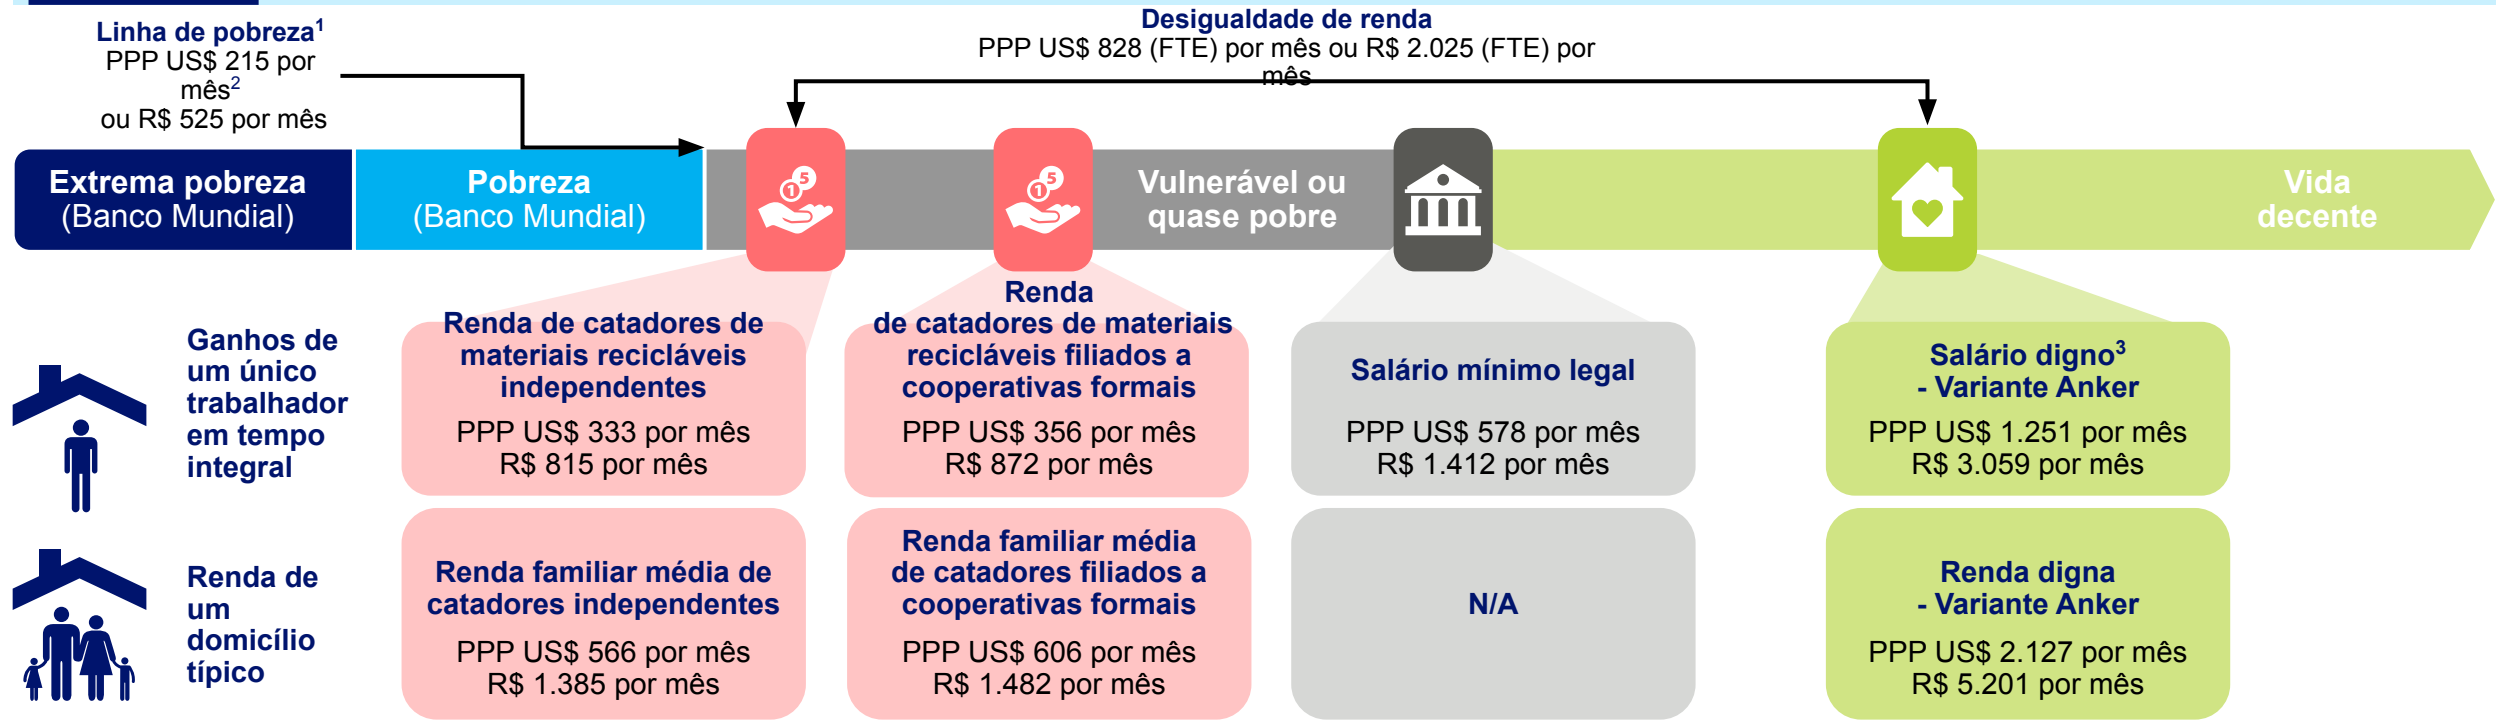 Linha de pobreza1
PPP US$ 215 por
mês2
ou R$ 525 por mês
Desigualdade de renda
PPP US$ 828 (FTE) por mês ou R$ 2.025 (FTE) por
mês
Extrema pobreza
(Banco Mundial)
Pobreza
(Banco Mundial)
1 5
1 5
Vulnerável ou
quase pobre
Vida
decente
Ganhos de
um único
trabalhador
em tempo
integral
Renda de catadores de
materiais recicláveis
independentes
PPP US$ 333 por mês
R$ 815 por mês
Renda
de catadores de materiais
recicláveis filiados a
cooperativas formais
PPP US$ 356 por mês
R$ 872 por mês
Salário mínimo legal
PPP US$ 578 por mês
R$ 1.412 por mês
Salário digno3
- Variante Anker
PPP US$ 1.251 por mês
R$ 3.059 por mês
Renda de
um
domicílio
típico
Renda familiar média de
catadores independentes
PPP US$ 566 por mês
R$ 1.385 por mês
Renda familiar média
de catadores filiados a
cooperativas formais
PPP US$ 606 por mês
R$ 1.482 por mês
N/A
Renda digna
- Variante Anker
PPP US$ 2.127 por mês
R$ 5.201 por mês